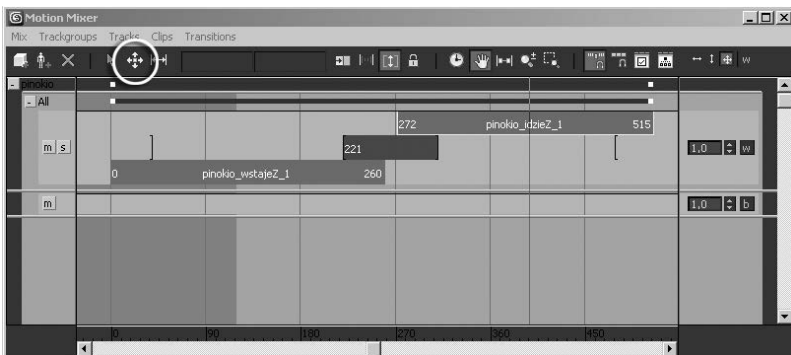 Motion Mixer
Mix Trackgroups Tracks Clips Transitions
w
pinokio
All
272 pinokio_idzieZ_1 515
m s 221 1,0 w
0 pinokio_wstajeZ_1 260
m 1,0 b
0 90 180 270 360 450